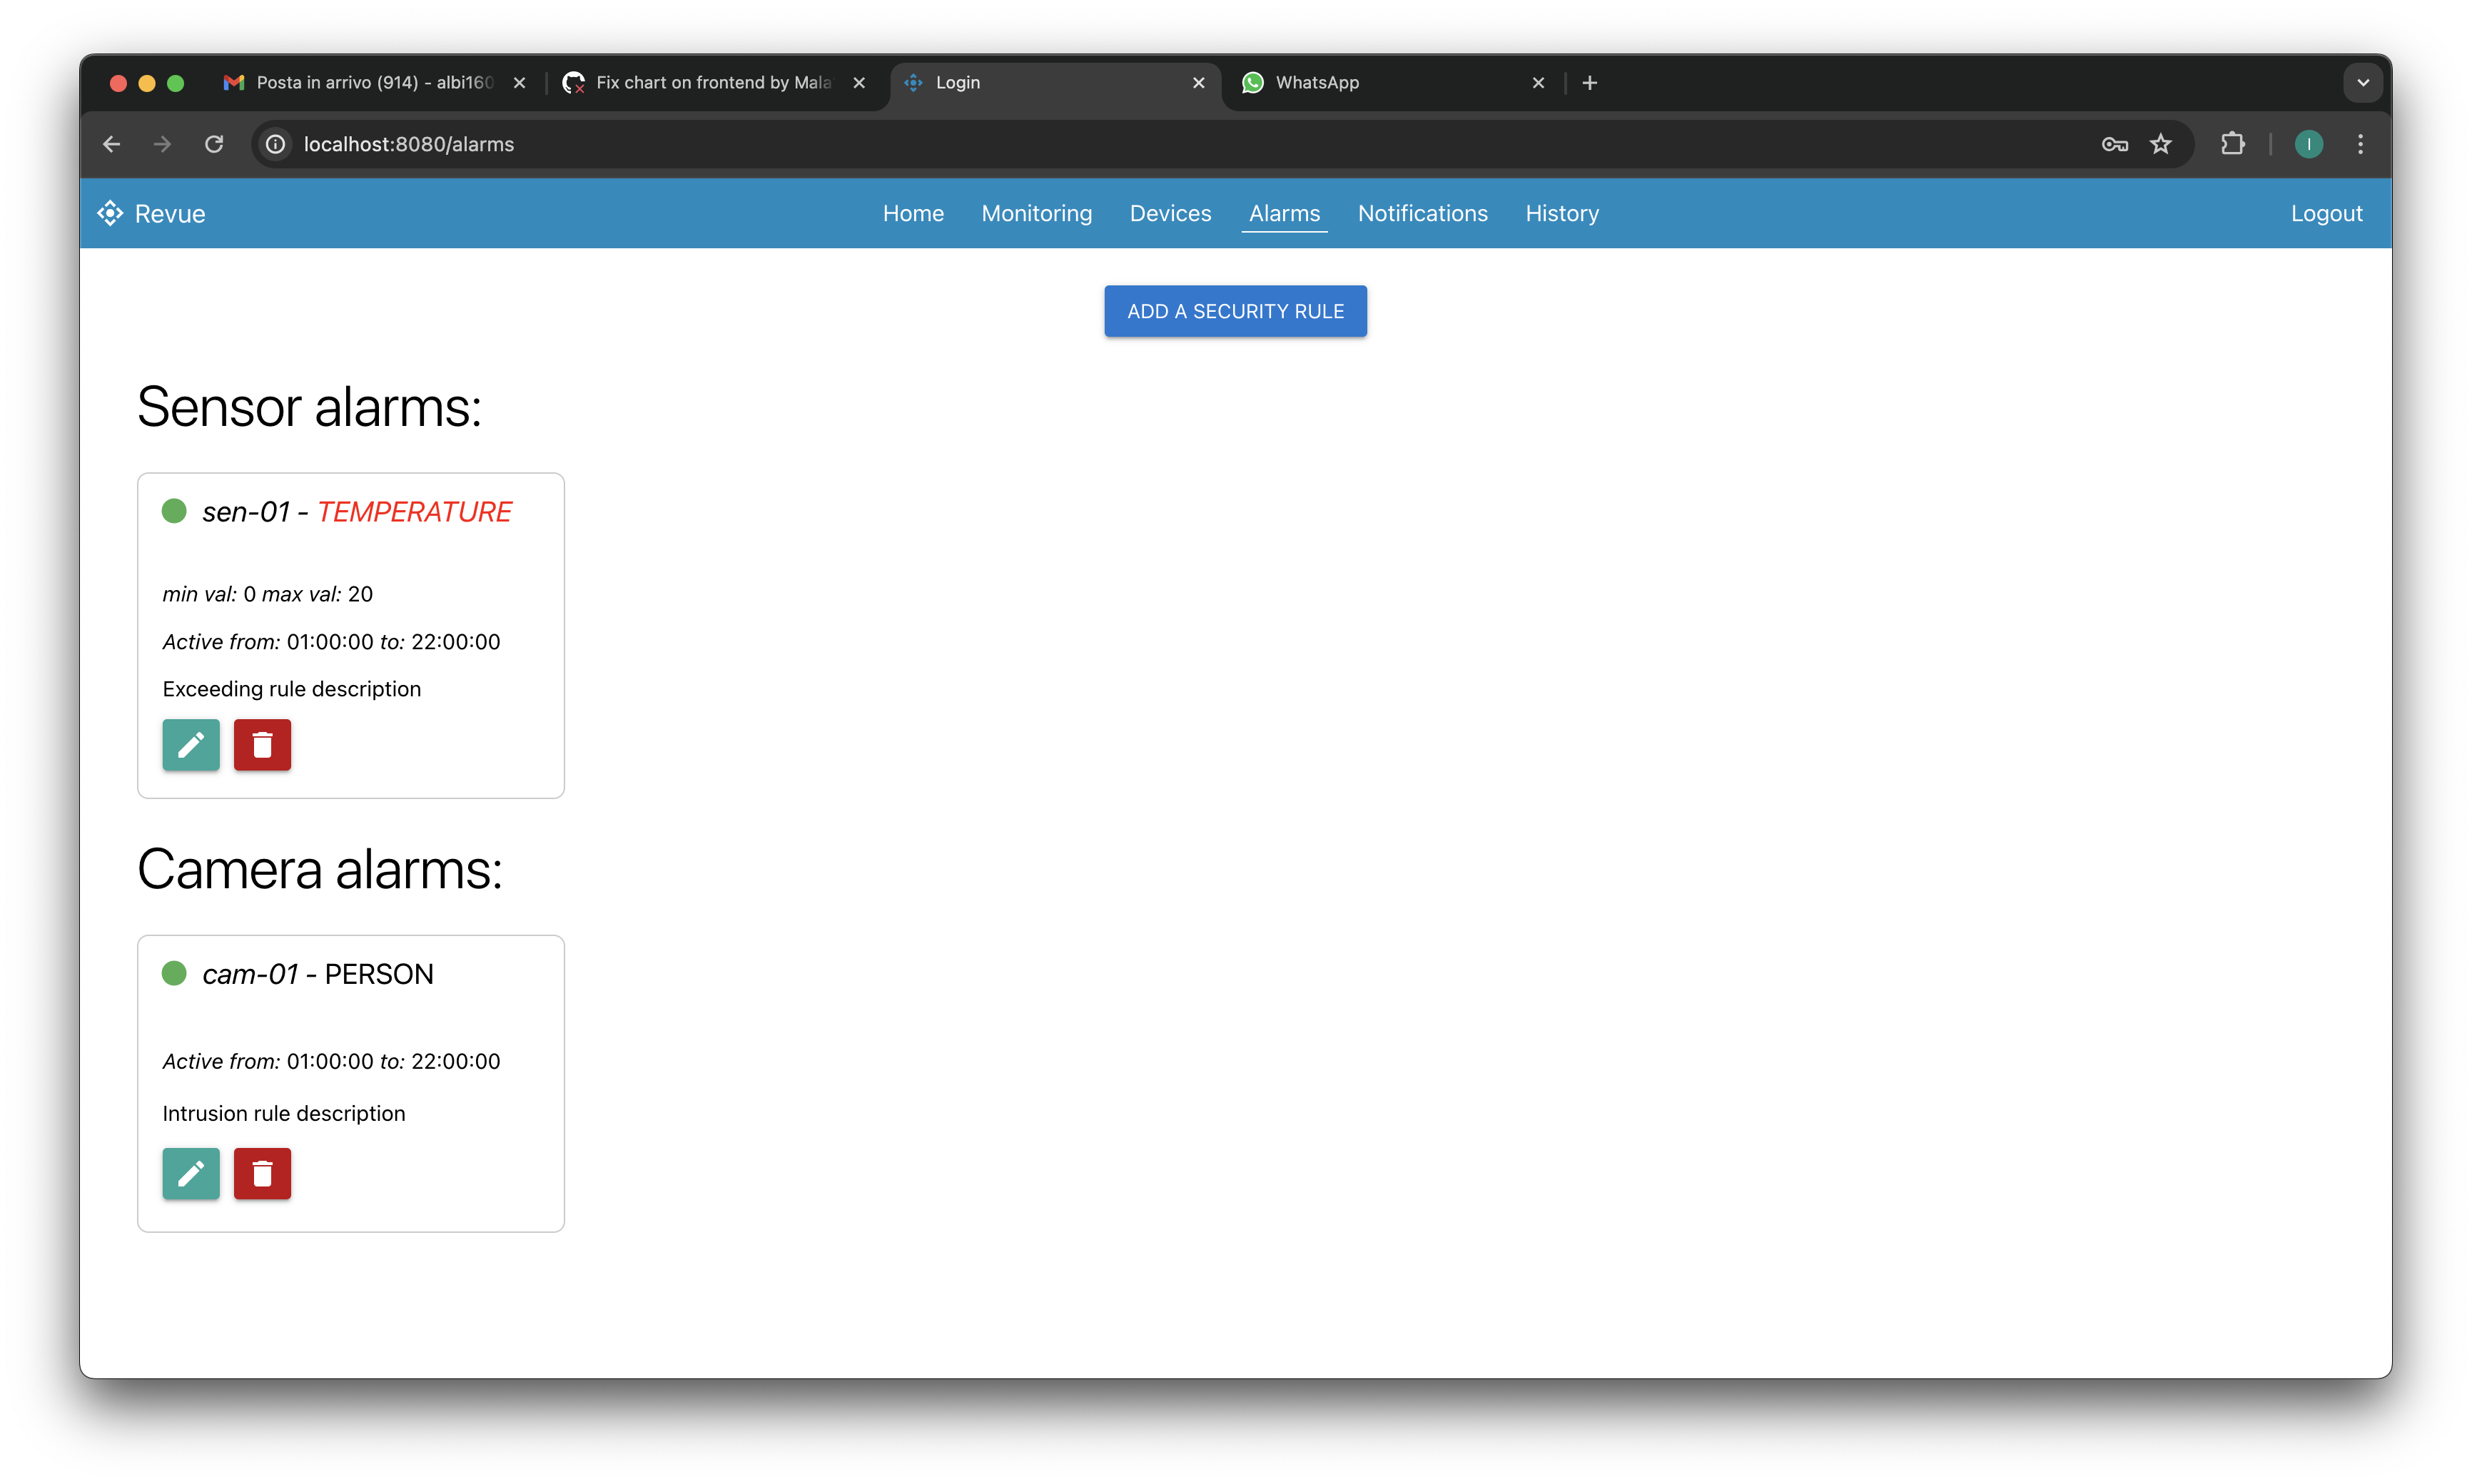 Posta in arrivo (914) - albi160
Fix chart on frontend by Mala
Login
WhatsApp
localhost:8080/alarms
I
Revue
Home Monitoring Devices Alarms Notifications History
Logout
ADD A SECURITY RULE
Sensor alarms:
sen-01 - TEMPERATURE
min val: 0 max val: 20
Active from: 01:00:00 to: 22:00:00
Exceeding rule description
Camera alarms:
cam-01 - PERSON
Active from: 01:00:00 to: 22:00:00
Intrusion rule description